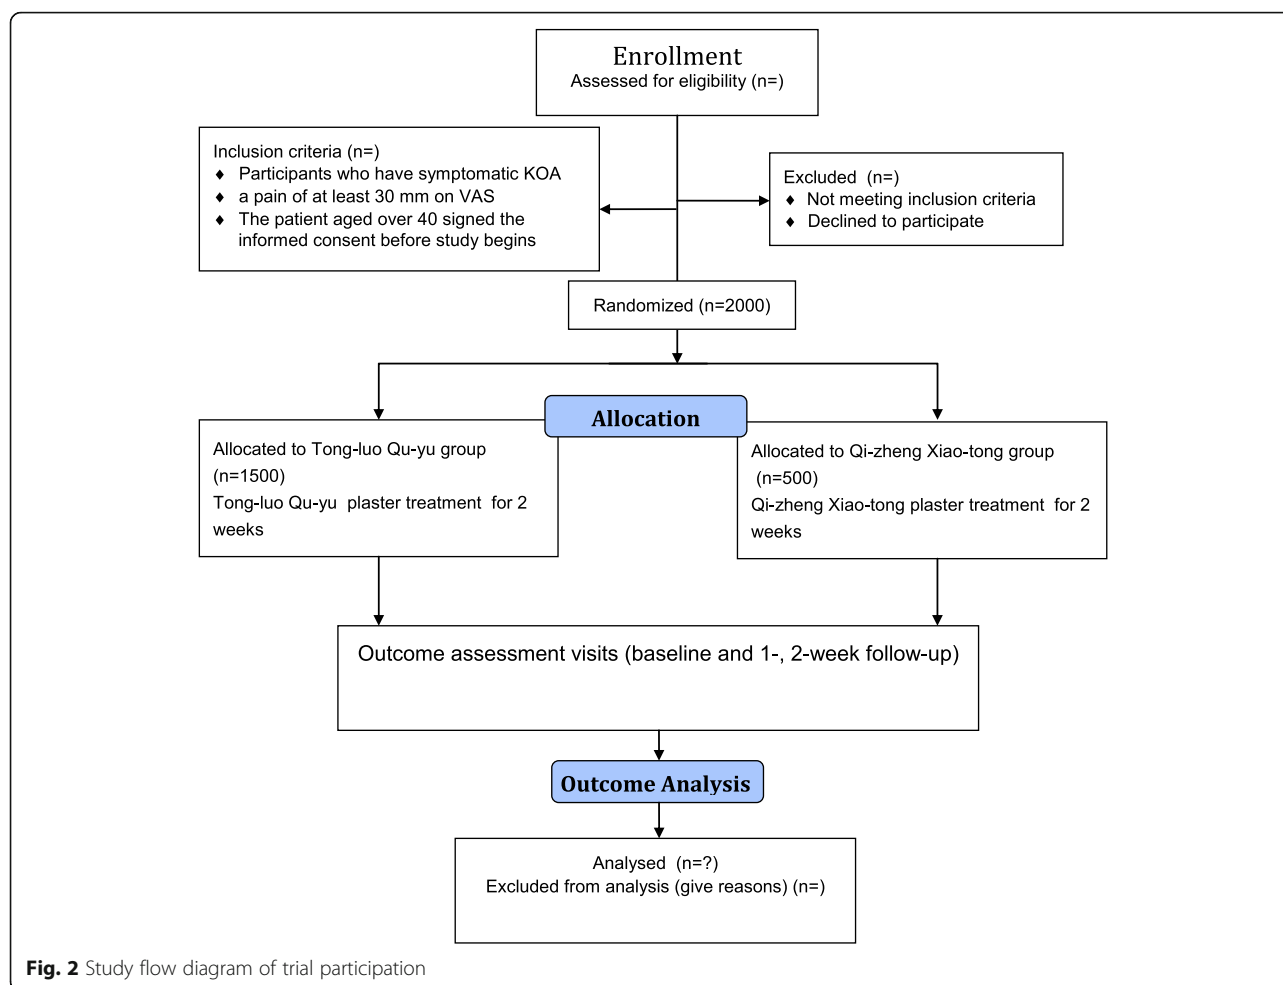 Enrollment
Assessed for eligibility (n=)
Inclusion criteria (n=)
♦ Participants who have symptomatic KOA
♦ a pain of at least 30 mm on VAS
♦ The patient aged over 40 signed the
informed consent before study begins
Excluded (n=)
♦ Not meeting inclusion criteria
♦ Declined to participate
Randomized (n=2000)
Allocation
Allocated to Tong-luo Qu-yu group
(n=1500)
Tong-luo Qu-yu plaster treatment for 2
weeks
Allocated to Qi-zheng Xiao-tong group
(n=500)
Qi-zheng Xiao-tong plaster treatment for 2
weeks
Outcome assessment visits (baseline and 1-, 2-week follow-up)
Outcome Analysis
Analysed (n=?)
Excluded from analysis (give reasons) (n=)
Fig. 2 Study flow diagram of trial participation